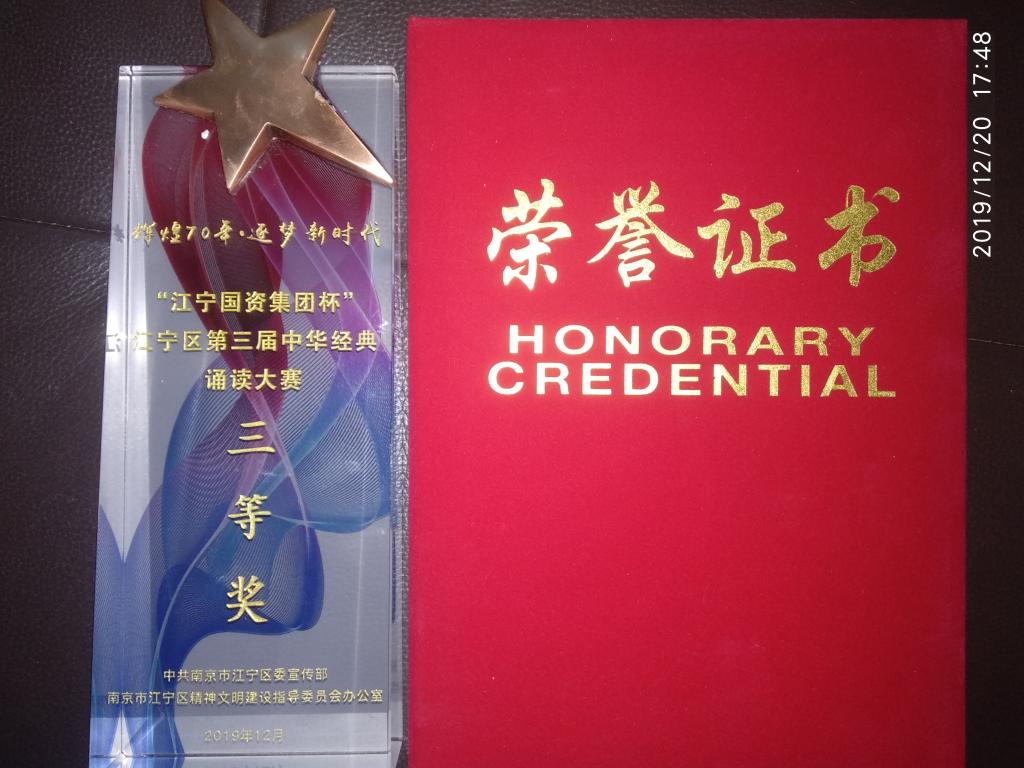 辉煌70年·逐梦新时代
“江宁国资集团杯”
江宁区第三届中华经典
诵读大赛
三
等
奖
中共南京市江宁区委宣传部
南京市江宁区精神文明建设指导委员会办公室
2019年12月
荣誉证书
HONORARY
CREDENTIAL
2019/12/20 17:48